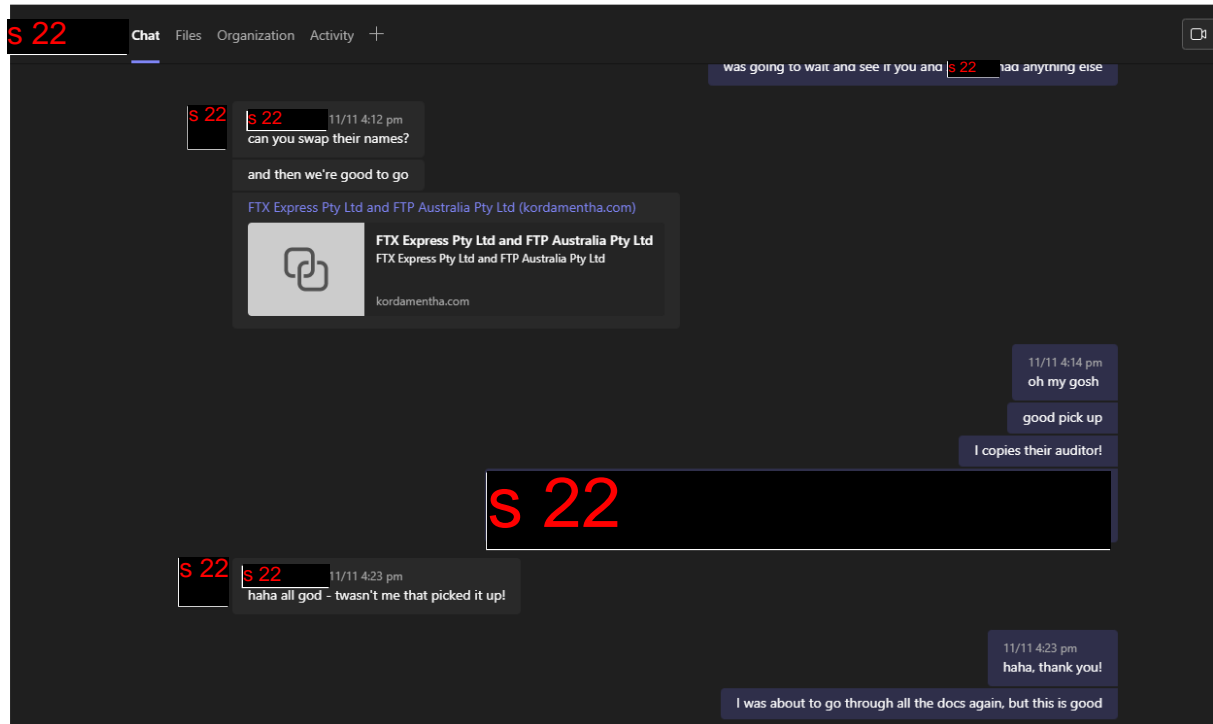 s 22
Chat Files Organization Activity
was going to wait and see if you and s 22 had anything else
s 22
s 22 11/11 4:12 pm
can you swap their names?
and then we're good to go
FTX Express Pty Ltd and FTP Australia Pty Ltd (kordamentha.com)
FTX Express Pty Ltd and FTP Australia Pty Ltd
FTX Express Pty Ltd and FTP Australia Pty Ltd
kordamentha.com
11/11 4:14 pm
oh my gosh
good pick up
I copies their auditor!
s 22
s 22
s 22 11/11 4:23 pm
haha all god - twasn't me that picked it up!
11/11 4:23 pm
haha, thank you!
I was about to go through all the docs again, but this is good